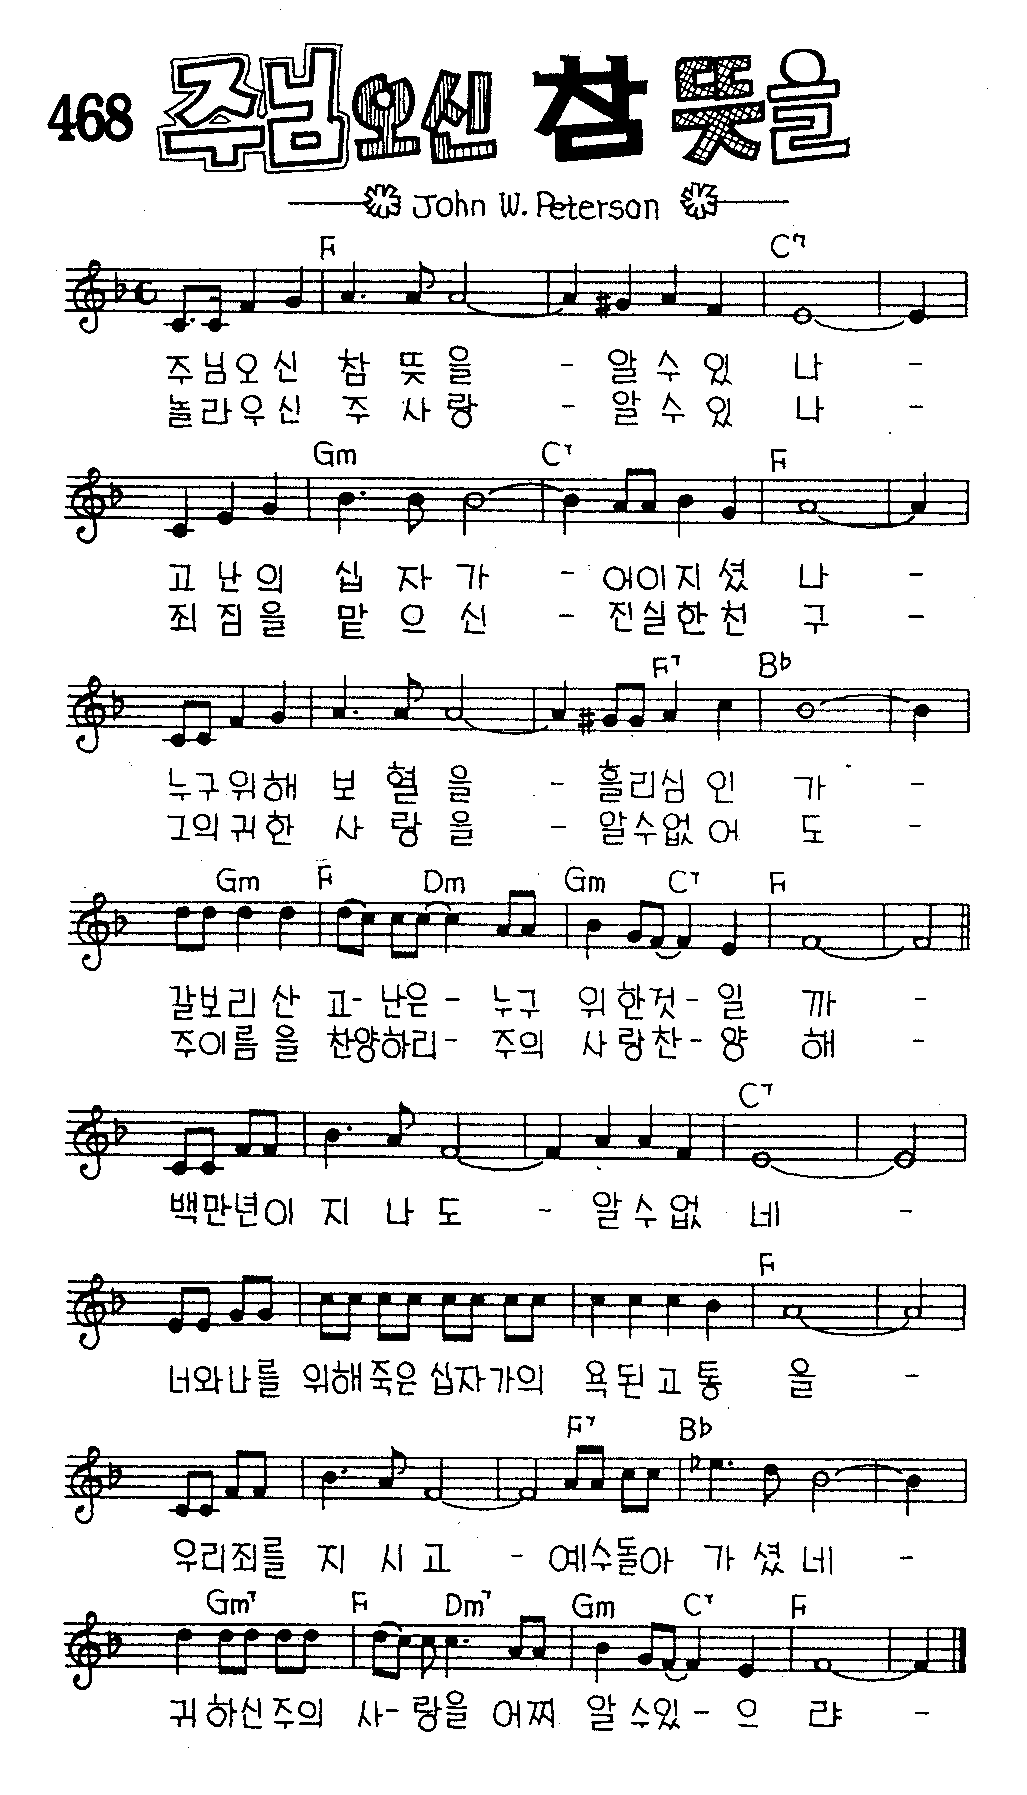 468 주님오신 참 뜻을
John W. Peterson
F C7
주님오신 참 뜻을 - 알 수 있 나 -
놀라우신 주 사랑 - 알 수 있 나 -
Gm C7 F
고 난 의 십 자 가 - 어이지 셨 나 -
죄 짐 을 맡 으 신 - 진실한 친 구 -
F7 B♭
누구위해 보 혈 을 - 흘리심 인 가 -
그의귀한 사 랑 을 - 알수없 어 도 -
Gm F Dm Gm C7 F
갈보리 산 고- 난은- 누구 위 한것- 일 까 -
주이름 을 찬양하리- 주의 사 랑찬- 양 해 -
C7
백만년이 지 나 도 - 알 수 없 네 -
F
너와나를 위해죽은 십자가의 욕 된 고 통 을 -
F7 B♭
우리죄를 지 시 고 - 예수돌아 가 셨 네 -
Gm7 F Dm7 Gm C7 F
귀 하신 주의 사- 랑을 어찌 알 수있- 으 랴 -